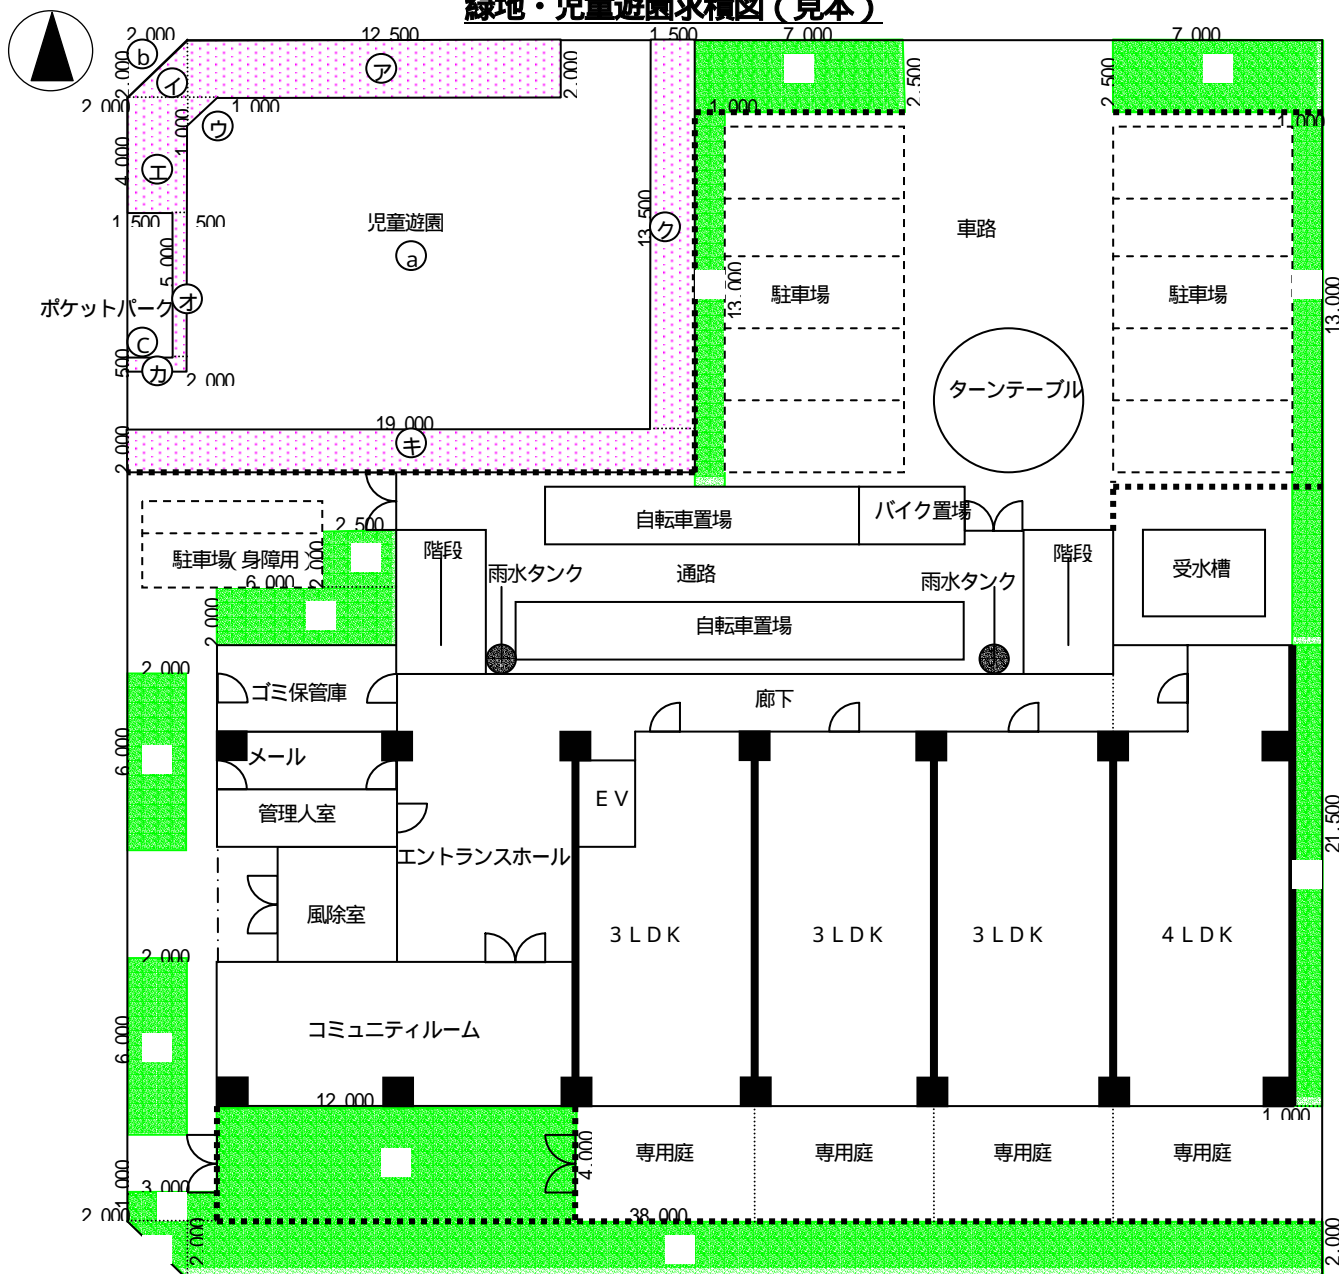 緑地・児童遊園求積図（見本）
2,000
12,500
1,500
7,000
7,000
b
ア
イ
2,000
2,000
2,500
2,500
2,000
1,000
1,000
1,000
ウ
1,000
4,000
エ
1,500
500
児童遊園
a
13,500
ク
車路
5,000
オ
ポケットパーク
13,000
駐車場
駐車場
13,000
C
500
カ
2,000
ターンテーブル
19,000
キ
2,000
自転車置場
バイク置場
2,500
駐車場（身障用）
2,000
6,000
階段
雨水タンク
通路
雨水タンク
階段
受水槽
2,000
自転車置場
2,000
ゴミ保管庫
廊下
6,000
メール
管理人室
ＥＶ
21,500
エントランスホール
風除室
３ＬＤＫ
３ＬＤＫ
３ＬＤＫ
４ＬＤＫ
2,000
6,000
コミュニティルーム
12,000
1,000
4,000
専用庭
専用庭
専用庭
専用庭
1,000
3,000
2,000
38,000
2,000
2,000